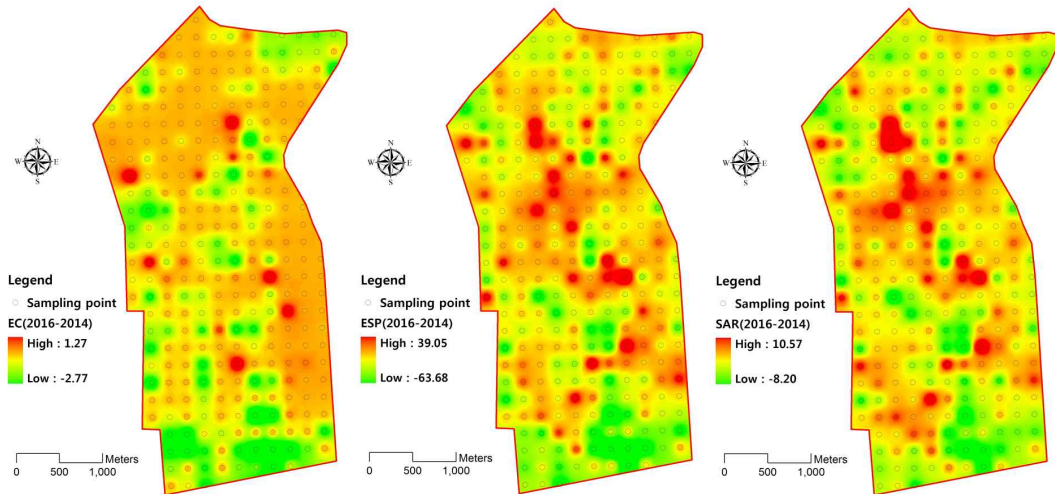 N
W E
S
Legend
Sampling point
EC(2016-2014)
High : 1.27
Low : -2.77
0 500 1,000 Meters
N
W E
S
Legend
Sampling point
ESP(2016-2014)
High : 39.05
Low : -63.68
0 500 1,000 Meters
N
W E
S
Legend
Sampling point
SAR(2016-2014)
High : 10.57
Low : -8.20
0 500 1,000 Meters